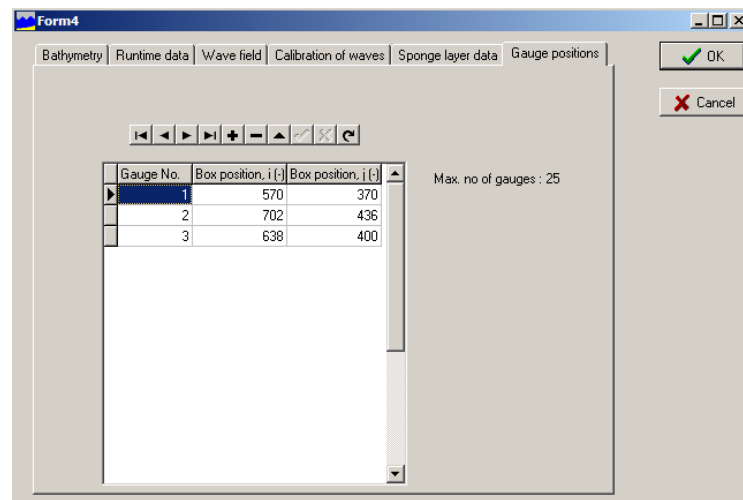 Form4
Bathymetry Runtime data Wave field Calibration of waves Sponge layer data Gauge positions
OK
Cancel
Gauge No. Box position, i (-) Box position, j (-)
Max. no of gauges : 25
1 570 370
2 702 436
3 638 400